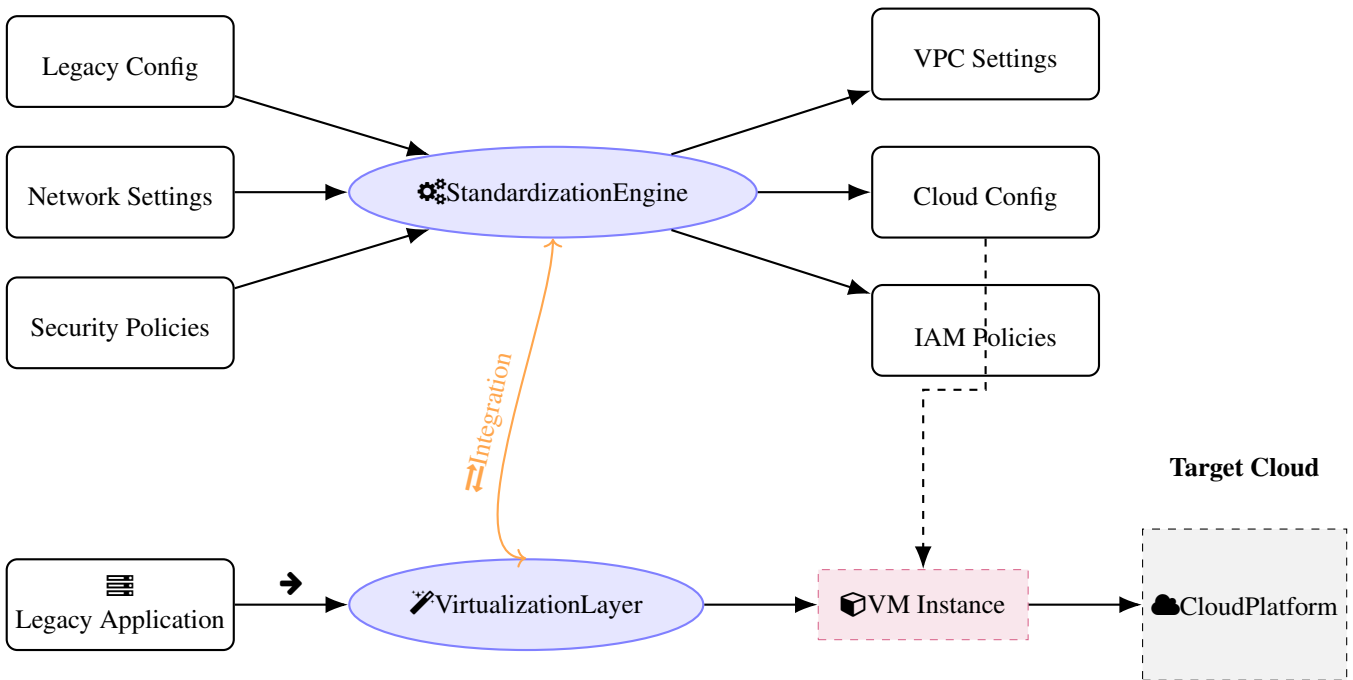 Legacy Config
VPC Settings
Network Settings
StandardizationEngine
Cloud Config
Security Policies
IAM Policies
Integration
Target Cloud
Legacy Application
VirtualizationLayer
VM Instance
CloudPlatform